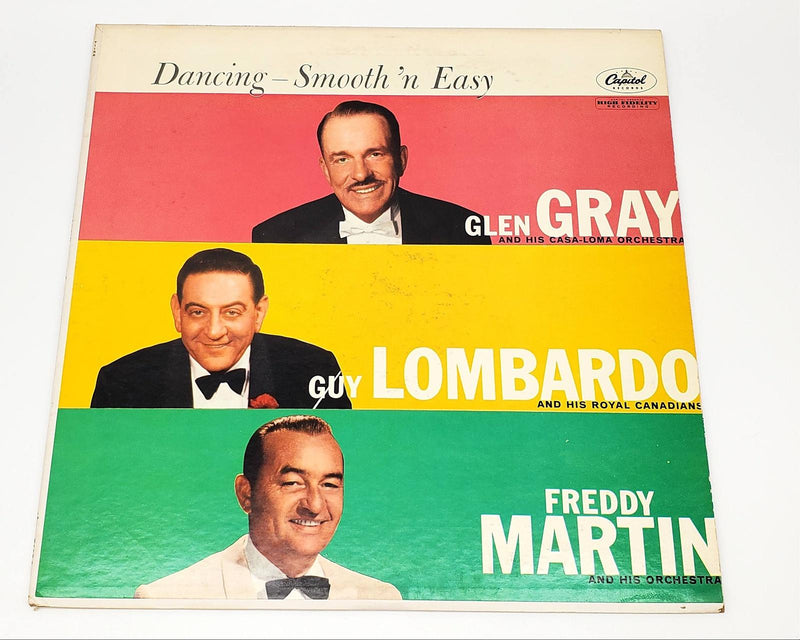 Dancing – Smooth 'n Easy
Capitol
RECORDS
HIGH FIDELITY
RECORDING
GLEN GRAY
AND HIS CASA-LOMA ORCHESTRA
GUY LOMBARDO
AND HIS ROYAL CANADIANS
FREDDY
MARTIN
AND HIS ORCHESTRA